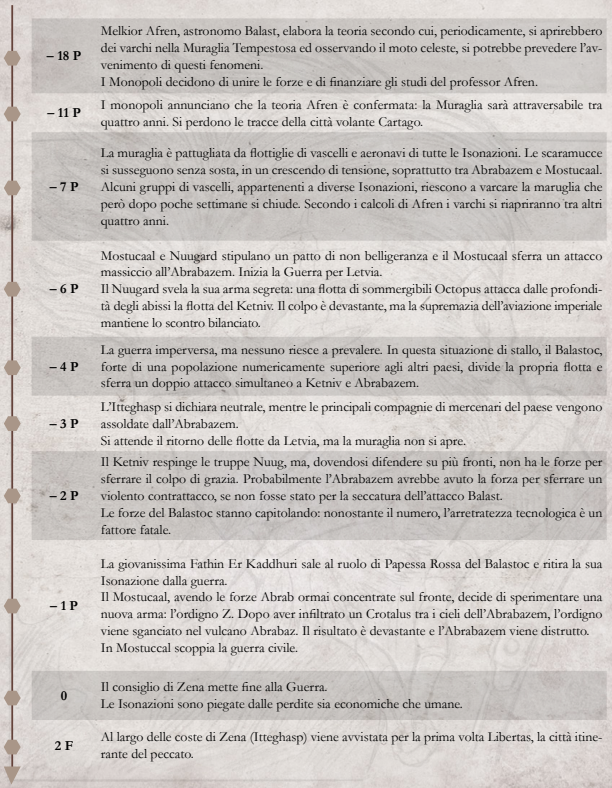 Melkior Afren, astronomo Balast, elabora la teoria secondo cui, periodicamente, si aprirebbero
dei varchi nella Muraglia Tempestosa ed osservando il moto celeste, si potrebbe prevedere l'av-
– 18 P
venimento di questi fenomeni.
I Monopoli decidono di unire le forze e di finanziare gli studi del professor Afren.
– 11 P
I monopoli annunciano che la teoria Afren è confermata: la Muraglia sarà attraversabile tra
quattro anni. Si perdono le tracce della città volante Cartago.
La muraglia è pattugliata da flottiglie di vascelli e aeronavi di tutte le Isonazioni. Le scaramucce
si susseguono senza sosta, in un crescendo di tensione, soprattutto tra Abrabazem e Mostucaal.
– 7 P
Alcuni gruppi di vascelli, appartenenti a diverse Isonazioni, riescono a varcare la maruglia che
però dopo poche settimane si chiude. Secondo i calcoli di Afren i varchi si riapriranno tra altri
quattro anni.
Mostucaal e Nuugard stipulano un patto di non belligeranza e il Mostucaal sferra un attacco
massiccio all'Abrabazem. Inizia la Guerra per Letvia.
– 6 P
Il Nuugard svela la sua arma segreta: una flotta di sommergibili Octopus attacca dalle profondi-
tà degli abissi la flotta del Ketniv. Il colpo è devastante, ma la supremazia dell'aviazione imperiale
mantiene lo scontro bilanciato.
La guerra imperversa, ma nessuno riesce a prevalere. In questa situazione di stallo, il Balastoc,
– 4 P
forte di una popolazione numericamente superiore agli altri paesi, divide la propria flotta e
sferra un doppio attacco simultaneo a Ketniv e Abrabazem.
L'Itteghasp si dichiara neutrale, mentre le principali compagnie di mercenari del paese vengono
– 3 P
assoldate dall'Abrabazem.
Si attende il ritorno delle flotte da Letvia, ma la muraglia non si apre.
Il Ketniv respinge le truppe Nuug, ma, dovendosi difendere su più fronti, non ha le forze per
sferrare il colpo di grazia. Probabilmente l'Abrabazem avrebbe avuto la forza per sferrare un
– 2 P
violento contrattacco, se non fosse stato per la seccatura dell'attacco Balast.
Le forze del Balastoc stanno capitolando: nonostante il numero, l'arretratezza tecnologica è un
fattore fatale.
La giovanissima Fathin Er Kaddhuri sale al ruolo di Papessa Rossa del Balastoc e ritira la sua
Isonazione dalla guerra.
– 1 P
Il Mostucaal, avendo le forze Abrab ormai concentrate sul fronte, decide di sperimentare una
nuova arma: l'ordigno Z. Dopo aver infiltrato un Crotalus tra i cieli dell'Abrabazem, l'ordigno
viene sganciato nel vulcano Abrabaz. Il risultato è devastante e l'Abrabazem viene distrutto.
In Mostuccal scoppia la guerra civile.
0
Il consiglio di Zena mette fine alla Guerra.
Le Isonazioni sono piegate dalle perdite sia economiche che umane.
2 F
Al largo delle coste di Zena (Itteghasp) viene avvistata per la prima volta Libertas, la città itine-
rante del peccato.